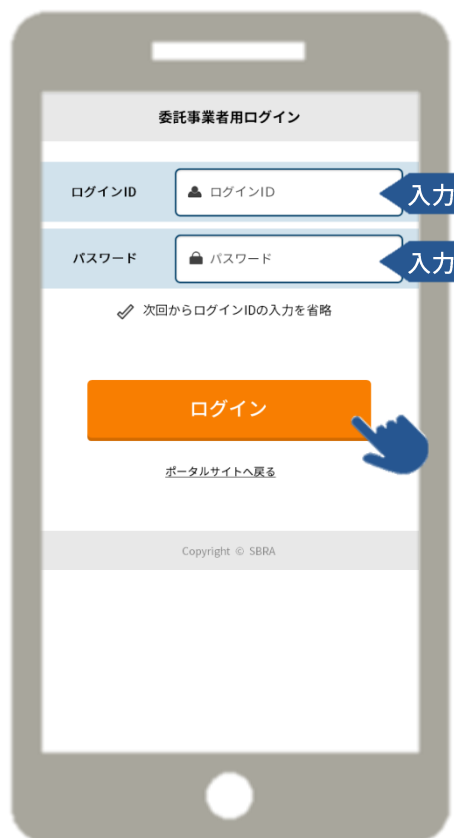 委託事業者用ログイン
ログインID
ログインID
入力
パスワード
パスワード
入力
次回からログインIDの入力を省略
ログイン
ポータルサイトへ戻る
Copyright © SBRA